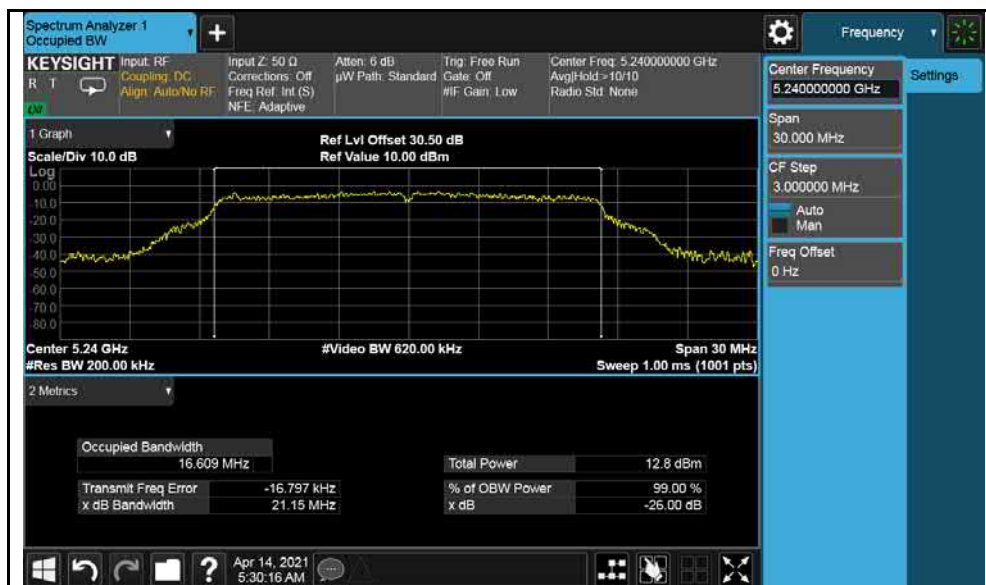 Spectrum Analyzer 1
Occupied BW
+
Frequency
KEYSIGHT
R T
LXI
Input: RF
Coupling: DC
Align: Auto/No RF
Input Z: 50 Ω
Corrections: Off
Freq Ref: Int (S)
NFE: Adaptive
Atten: 6 dB
µW Path: Standard
Trig: Free Run
Gate: Off
#IF Gain: Low
Center Freq: 5.240000000 GHz
Avg|Hold:>10/10
Radio Std: None
Center Frequency
5.240000000 GHz
Settings
Span
30.000 MHz
CF Step
3.000000 MHz
Auto
Man
Freq Offset
0 Hz
1 Graph
Scale/Div 10.0 dB
Ref Lvl Offset 30.50 dB
Ref Value 10.00 dBm
Log
0.00
-10.0
-20.0
-30.0
-40.0
-50.0
-60.0
-70.0
-80.0
Center 5.24 GHz
#Video BW 620.00 kHz
Span 30 MHz
#Res BW 200.00 kHz
Sweep 1.00 ms (1001 pts)
2 Metrics
Occupied Bandwidth
16.609 MHz
Total Power 12.8 dBm
Transmit Freq Error -16.797 kHz
% of OBW Power 99.00 %
x dB Bandwidth 21.15 MHz
x dB -26.00 dB
?
Apr 14, 2021
5:30:16 AM